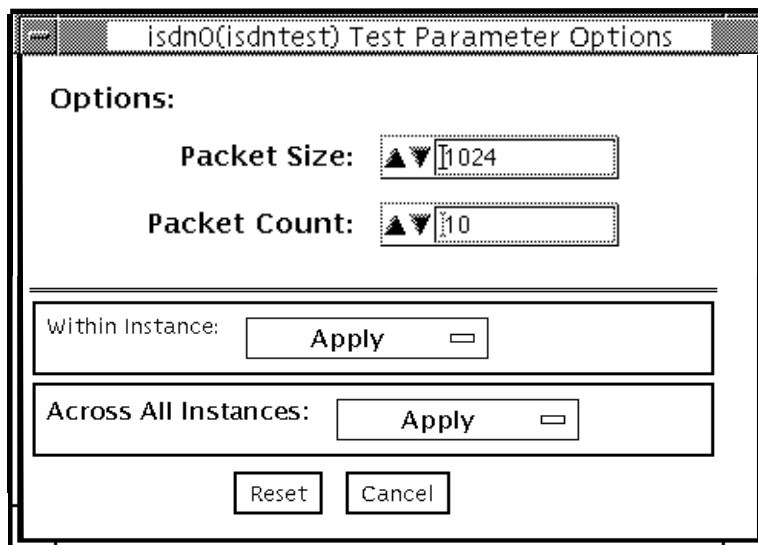 isdn0(isdntest) Test Parameter Options
Options:
Packet Size: 1024
Packet Count: 10
Within Instance: Apply
Across All Instances: Apply
Reset Cancel